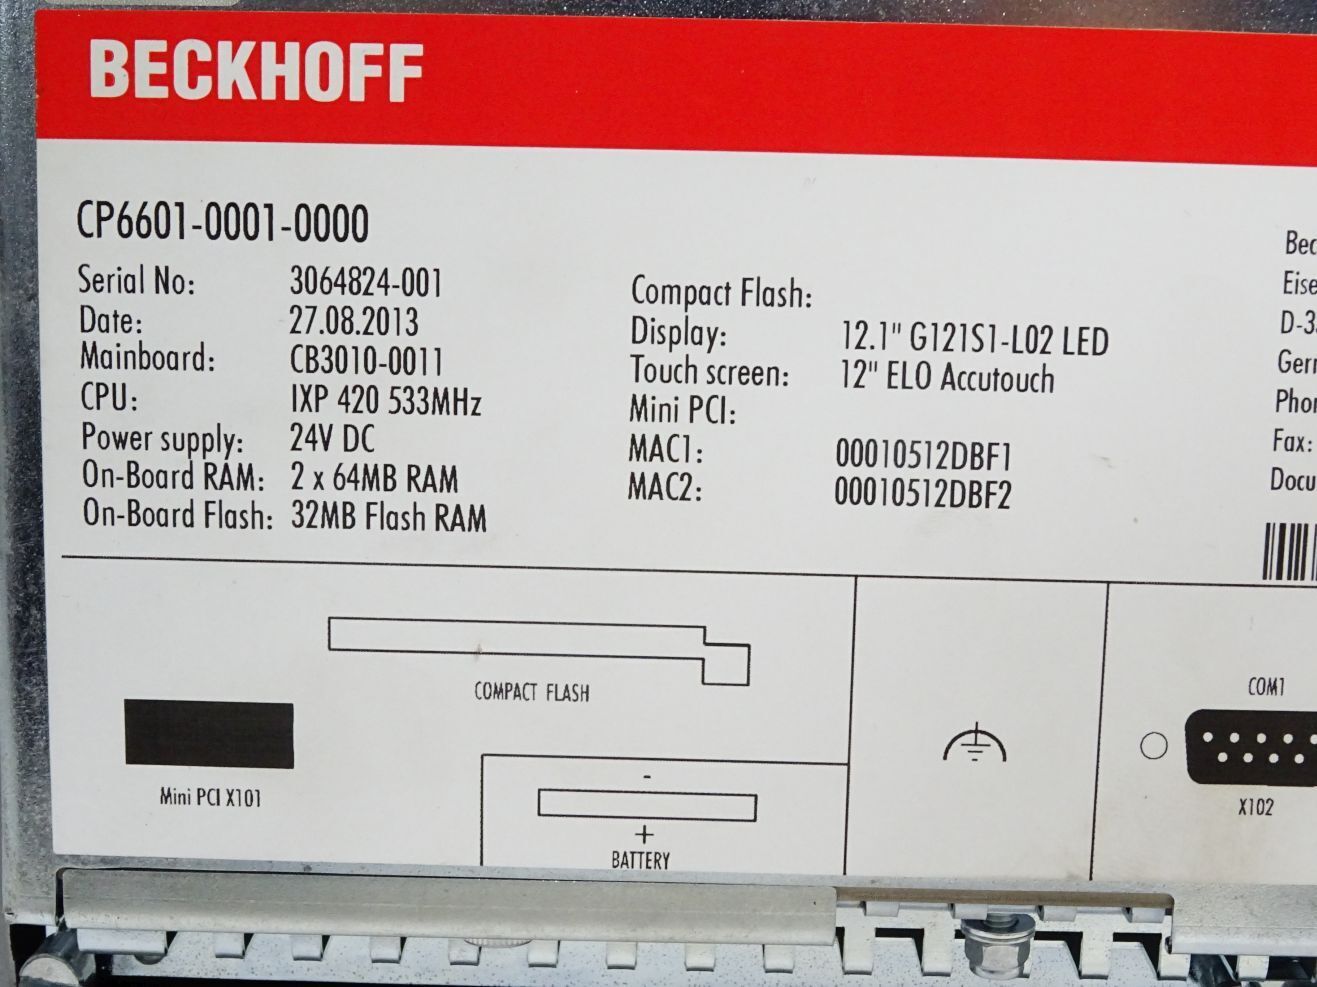 BECKHOFF
CP6601-0001-0000
Serial No: 3064824-001
Date: 27.08.2013
Mainboard: CB3010-0011
CPU: IXP 420 533MHz
Power supply: 24V DC
On-Board RAM: 2 x 64MB RAM
On-Board Flash: 32MB Flash RAM
Compact Flash:
Display: 12.1" G121S1-L02 LED
Touch screen: 12" ELO Accutouch
Mini PCI:
MAC1: 00010512DBF1
MAC2: 00010512DBF2
Fax:
COMPACT FLASH
Mini PCI X101
-
+
BATTERY
COM1
X102